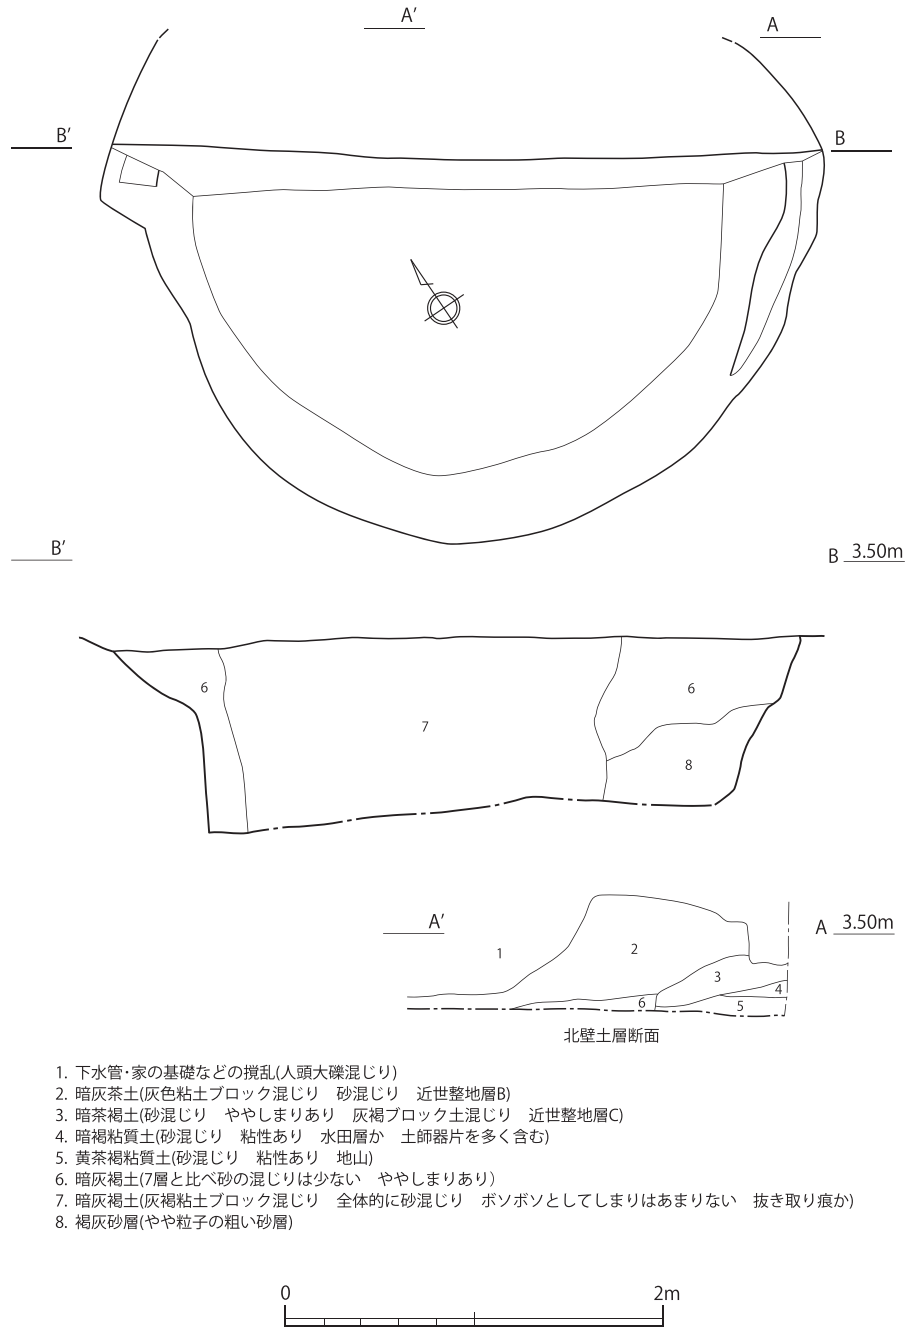 A′
A
B′
B
B′
B 3.50m
6
6
7
8
A′
A 3.50m
1
2
3
4
6
5
北壁土層断面
1. 下水管・家の基礎などの撹乱(人頭大礫混じり)
2. 暗灰茶土(灰色粘土ブロック混じり　砂混じり　近世整地層B)
3. 暗茶褐土(砂混じり　ややしまりあり　灰褐ブロック土混じり　近世整地層C)
4. 暗褐粘質土(砂混じり　粘性あり　水田層か　土師器片を多く含む)
5. 黄茶褐粘質土(砂混じり　粘性あり　地山)
6. 暗灰褐土(7層と比べ砂の混じりは少ない　ややしまりあり）
7. 暗灰褐土(灰褐粘土ブロック混じり　全体的に砂混じり　ボソボソとしてしまりはあまりない　抜き取り痕か)
8. 褐灰砂層(やや粒子の粗い砂層)
0 2m